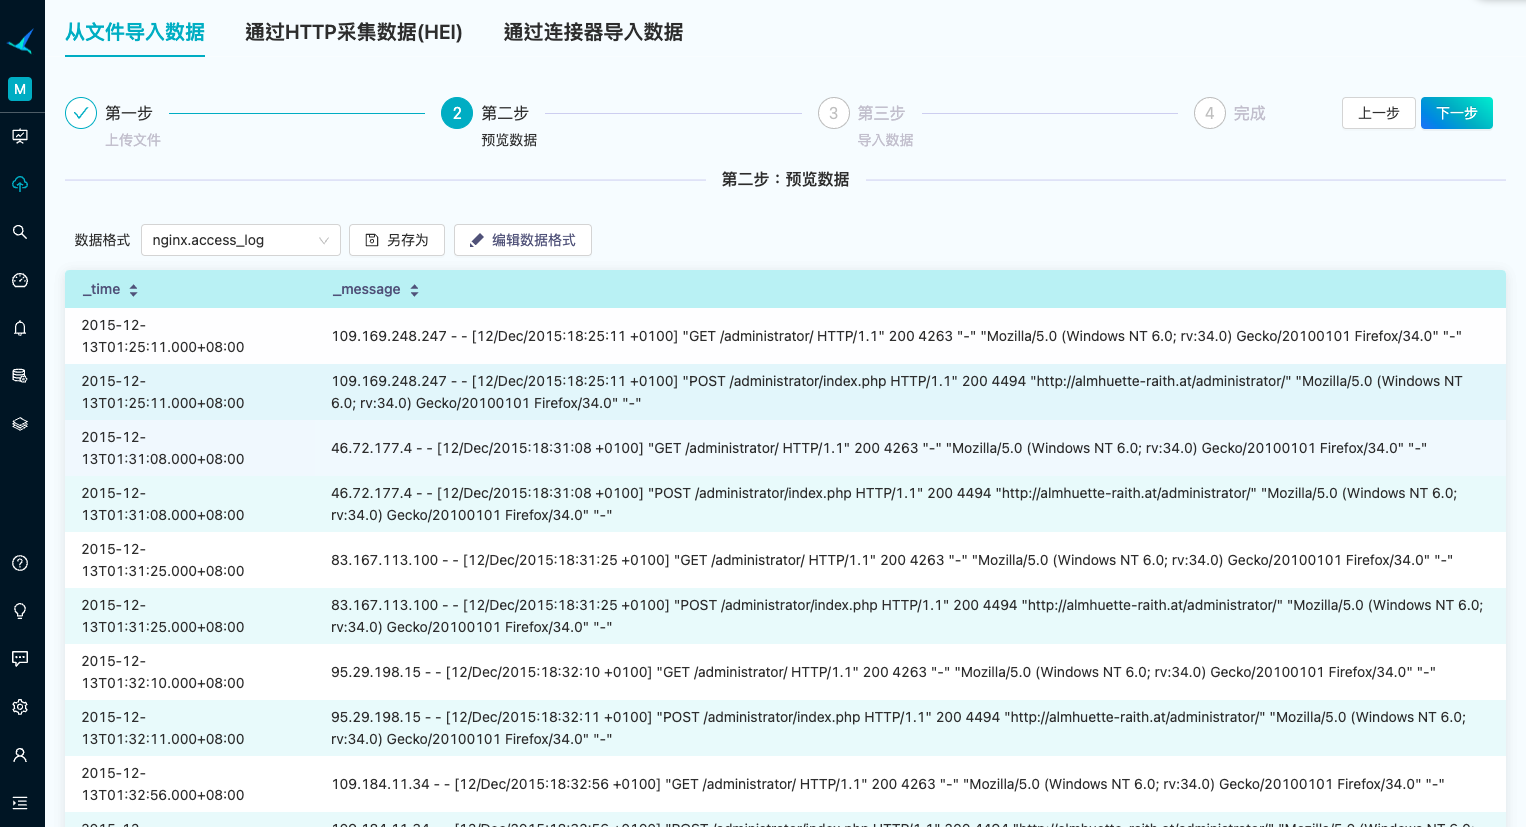 从文件导入数据 通过HTTP采集数据(HEI) 通过连接器导入数据
M
第一步 2 第二步 3 第三步 4 完成 上一步 下一步
上传文件 预览数据 导入数据
第二步：预览数据
数据格式 nginx.access_log 另存为 编辑数据格式
_time _message
2015-12-
13T01:25:11.000+08:00
109.169.248.247 - - [12/Dec/2015:18:25:11 +0100] "GET /administrator/ HTTP/1.1" 200 4263 "-" "Mozilla/5.0 (Windows NT 6.0; rv:34.0) Gecko/20100101 Firefox/34.0" "-"
2015-12-
13T01:25:11.000+08:00
109.169.248.247 - - [12/Dec/2015:18:25:11 +0100] "POST /administrator/index.php HTTP/1.1" 200 4494 "http://almhuette-raith.at/administrator/" "Mozilla/5.0 (Windows NT
6.0; rv:34.0) Gecko/20100101 Firefox/34.0" "-"
2015-12-
13T01:31:08.000+08:00
46.72.177.4 - - [12/Dec/2015:18:31:08 +0100] "GET /administrator/ HTTP/1.1" 200 4263 "-" "Mozilla/5.0 (Windows NT 6.0; rv:34.0) Gecko/20100101 Firefox/34.0" "-"
2015-12-
13T01:31:08.000+08:00
46.72.177.4 - - [12/Dec/2015:18:31:08 +0100] "POST /administrator/index.php HTTP/1.1" 200 4494 "http://almhuette-raith.at/administrator/" "Mozilla/5.0 (Windows NT 6.0;
rv:34.0) Gecko/20100101 Firefox/34.0" "-"
2015-12-
13T01:31:25.000+08:00
83.167.113.100 - - [12/Dec/2015:18:31:25 +0100] "GET /administrator/ HTTP/1.1" 200 4263 "-" "Mozilla/5.0 (Windows NT 6.0; rv:34.0) Gecko/20100101 Firefox/34.0" "-"
2015-12-
13T01:31:25.000+08:00
83.167.113.100 - - [12/Dec/2015:18:31:25 +0100] "POST /administrator/index.php HTTP/1.1" 200 4494 "http://almhuette-raith.at/administrator/" "Mozilla/5.0 (Windows NT 6.0;
rv:34.0) Gecko/20100101 Firefox/34.0" "-"
2015-12-
13T01:32:10.000+08:00
95.29.198.15 - - [12/Dec/2015:18:32:10 +0100] "GET /administrator/ HTTP/1.1" 200 4263 "-" "Mozilla/5.0 (Windows NT 6.0; rv:34.0) Gecko/20100101 Firefox/34.0" "-"
2015-12-
13T01:32:11.000+08:00
95.29.198.15 - - [12/Dec/2015:18:32:11 +0100] "POST /administrator/index.php HTTP/1.1" 200 4494 "http://almhuette-raith.at/administrator/" "Mozilla/5.0 (Windows NT 6.0;
rv:34.0) Gecko/20100101 Firefox/34.0" "-"
2015-12-
13T01:32:56.000+08:00
109.184.11.34 - - [12/Dec/2015:18:32:56 +0100] "GET /administrator/ HTTP/1.1" 200 4263 "-" "Mozilla/5.0 (Windows NT 6.0; rv:34.0) Gecko/20100101 Firefox/34.0" "-"